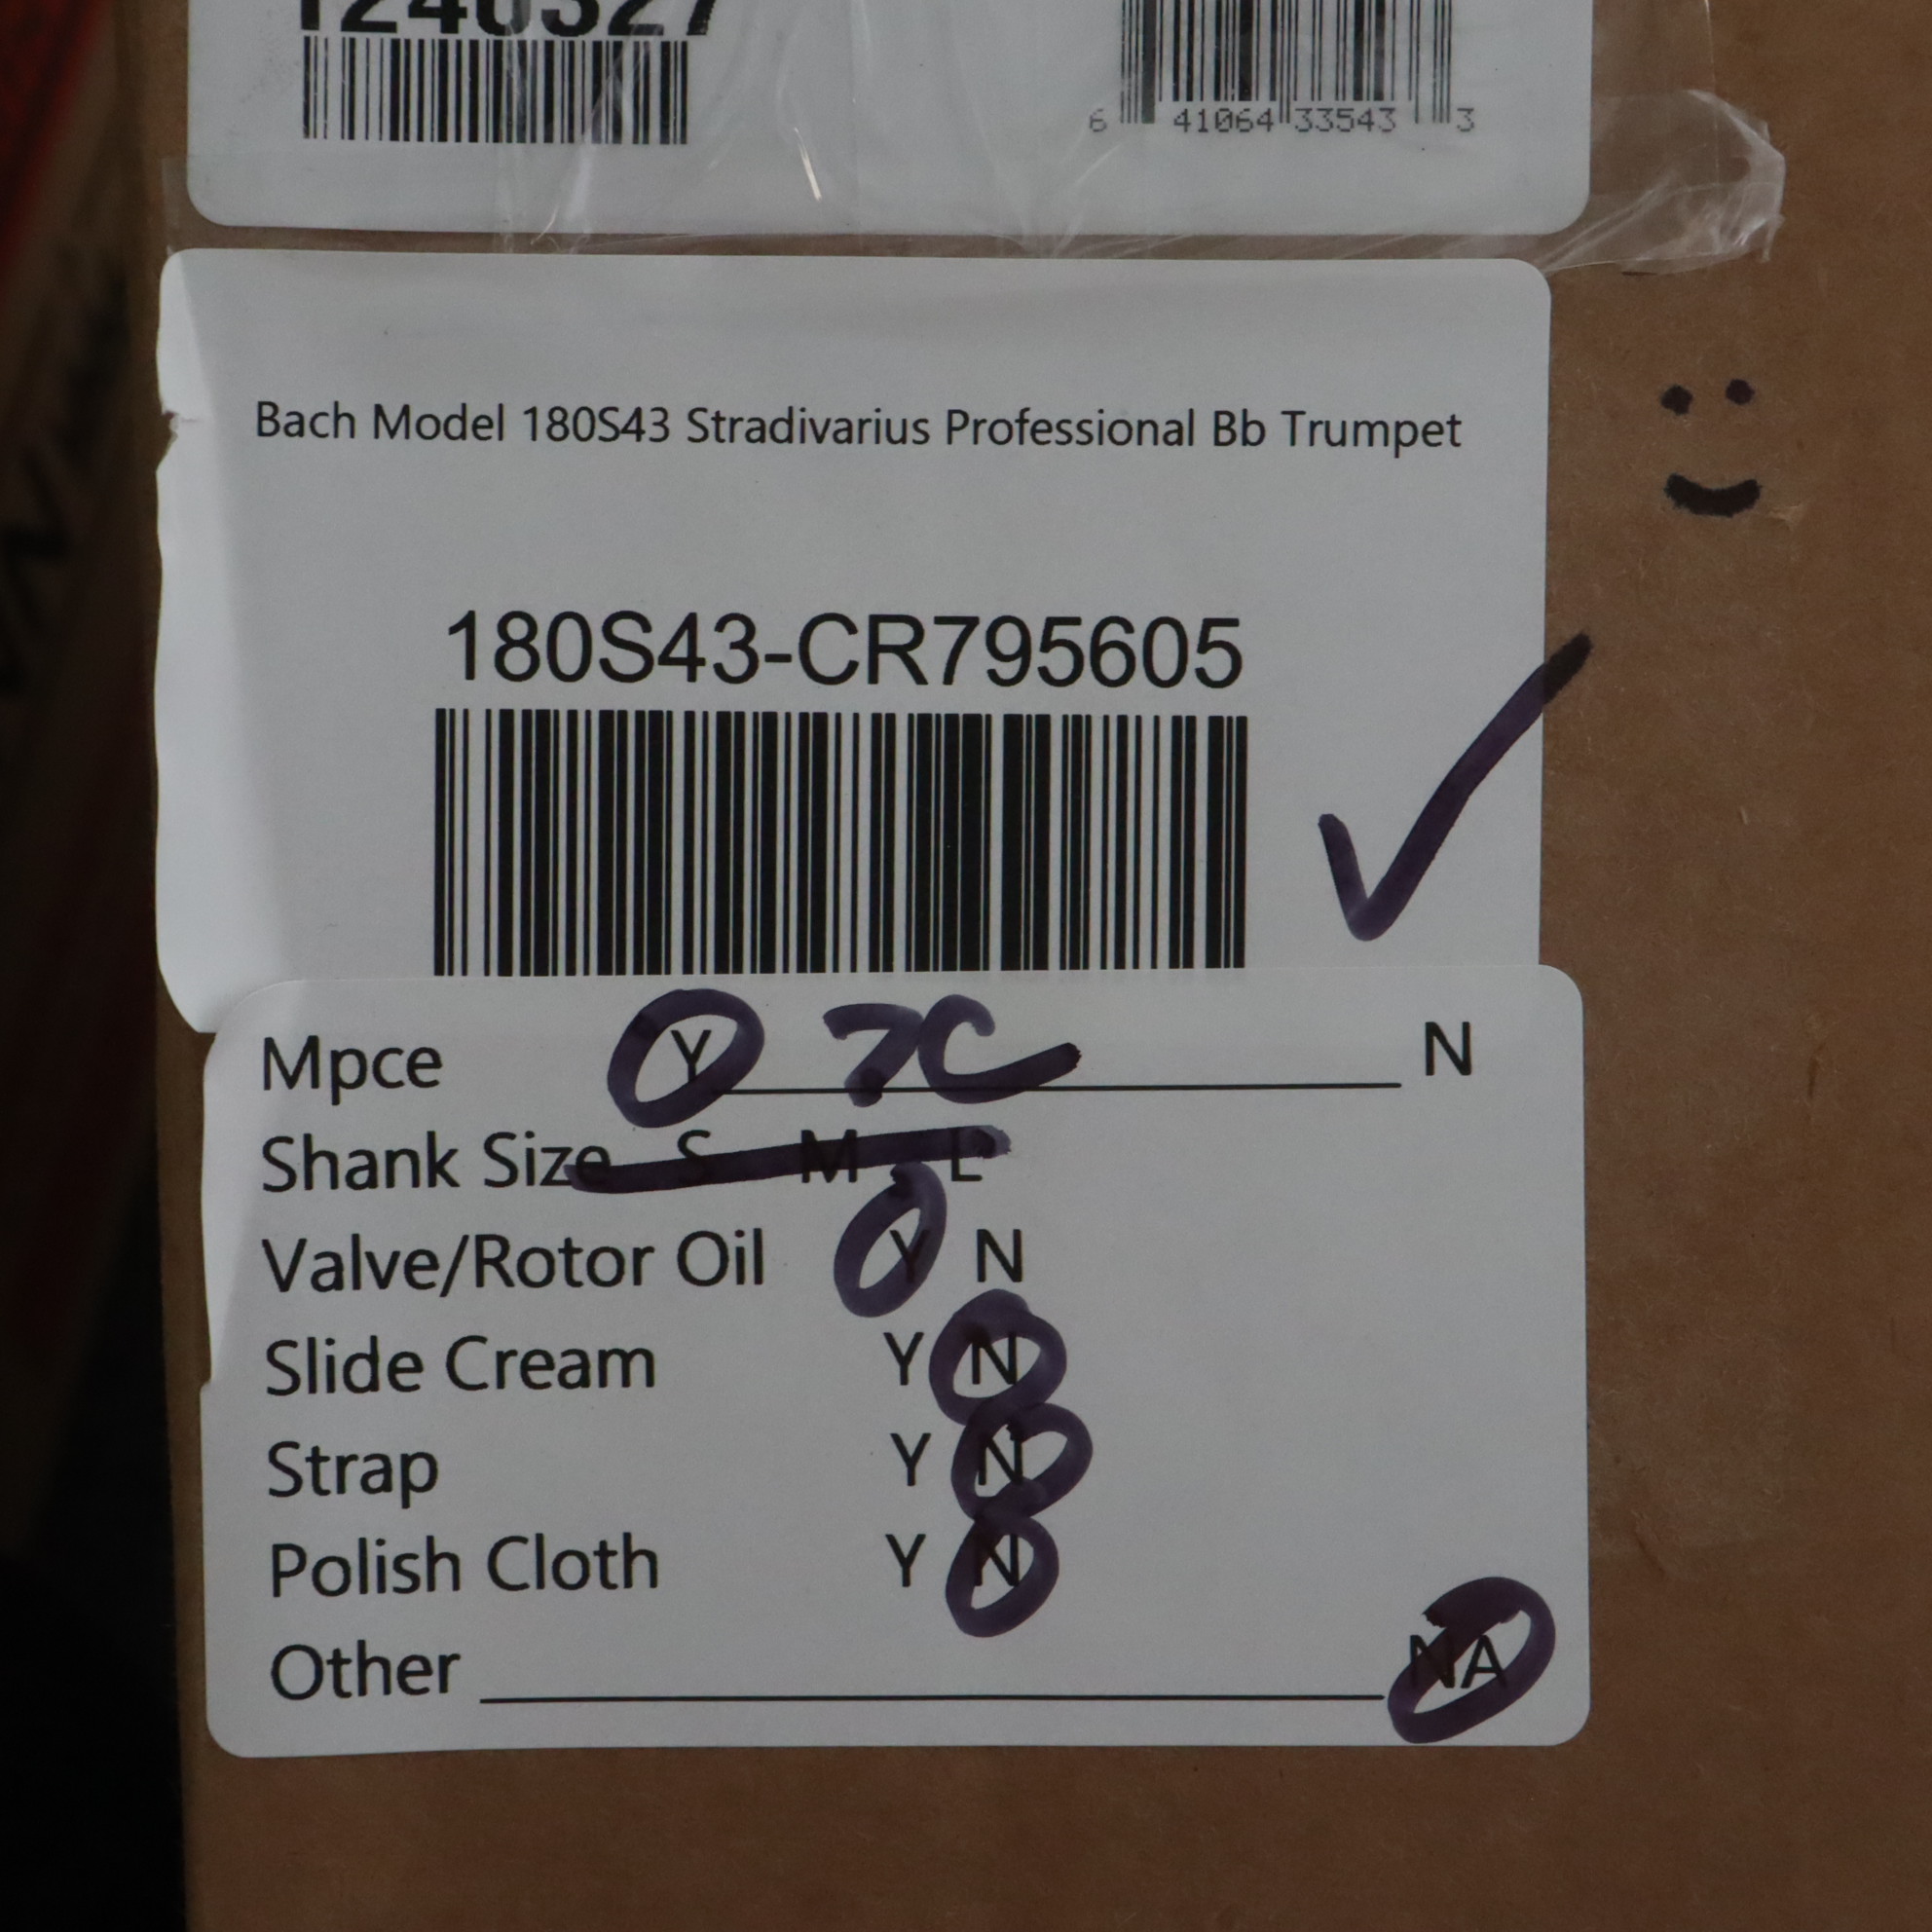 1240327
6 41064 33543 3
Bach Model 180S43 Stradivarius Professional Bb Trumpet
180S43-CR795605
Mpce Y 7C N
Shank Size S M L
Valve/Rotor Oil Y N
Slide Cream Y N
Strap Y N
Polish Cloth Y N
Other NA